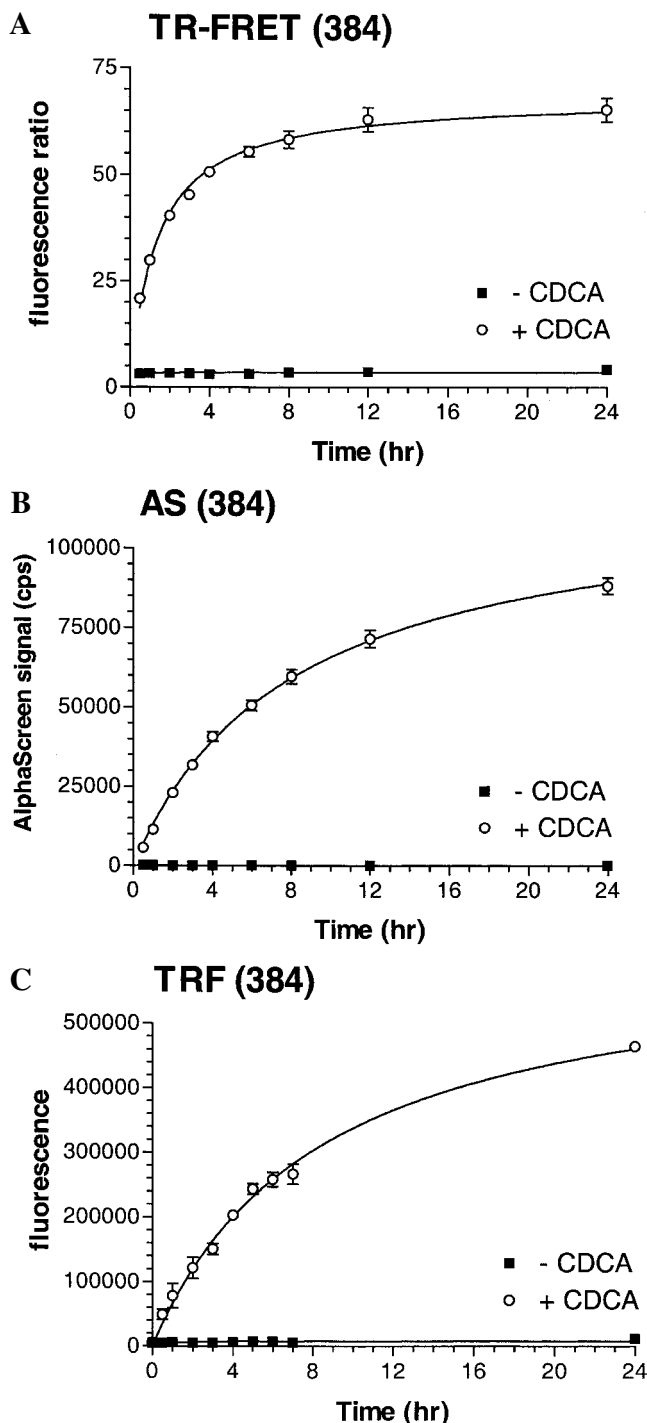 A
TR-FRET (384)
75
50
25
0
fluorescence ratio
- CDCA
+ CDCA
0 4 8 12 16 20 24
Time (hr)
B
AS (384)
100000
75000
50000
25000
0
AlphaScreen signal (cps)
- CDCA
+ CDCA
0 4 8 12 16 20 24
Time (hr)
C
TRF (384)
500000
400000
300000
200000
100000
0
fluorescence
- CDCA
+ CDCA
0 4 8 12 16 20 24
Time (hr)